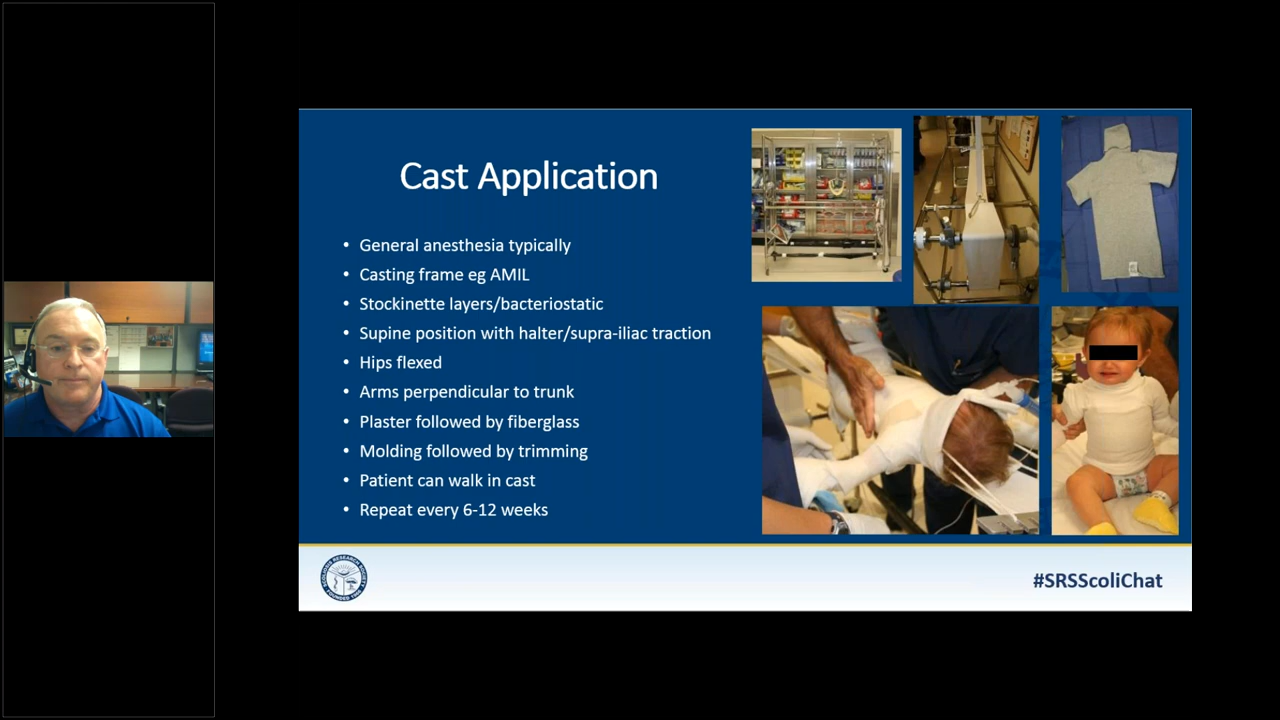 Cast Application
• General anesthesia typically
• Casting frame eg AMIL
• Stockinette layers/bacteriostatic
• Supine position with halter/supra-iliac traction
• Hips flexed
• Arms perpendicular to trunk
• Plaster followed by fiberglass
• Molding followed by trimming
• Patient can walk in cast
• Repeat every 6-12 weeks
#SRSScoliChat